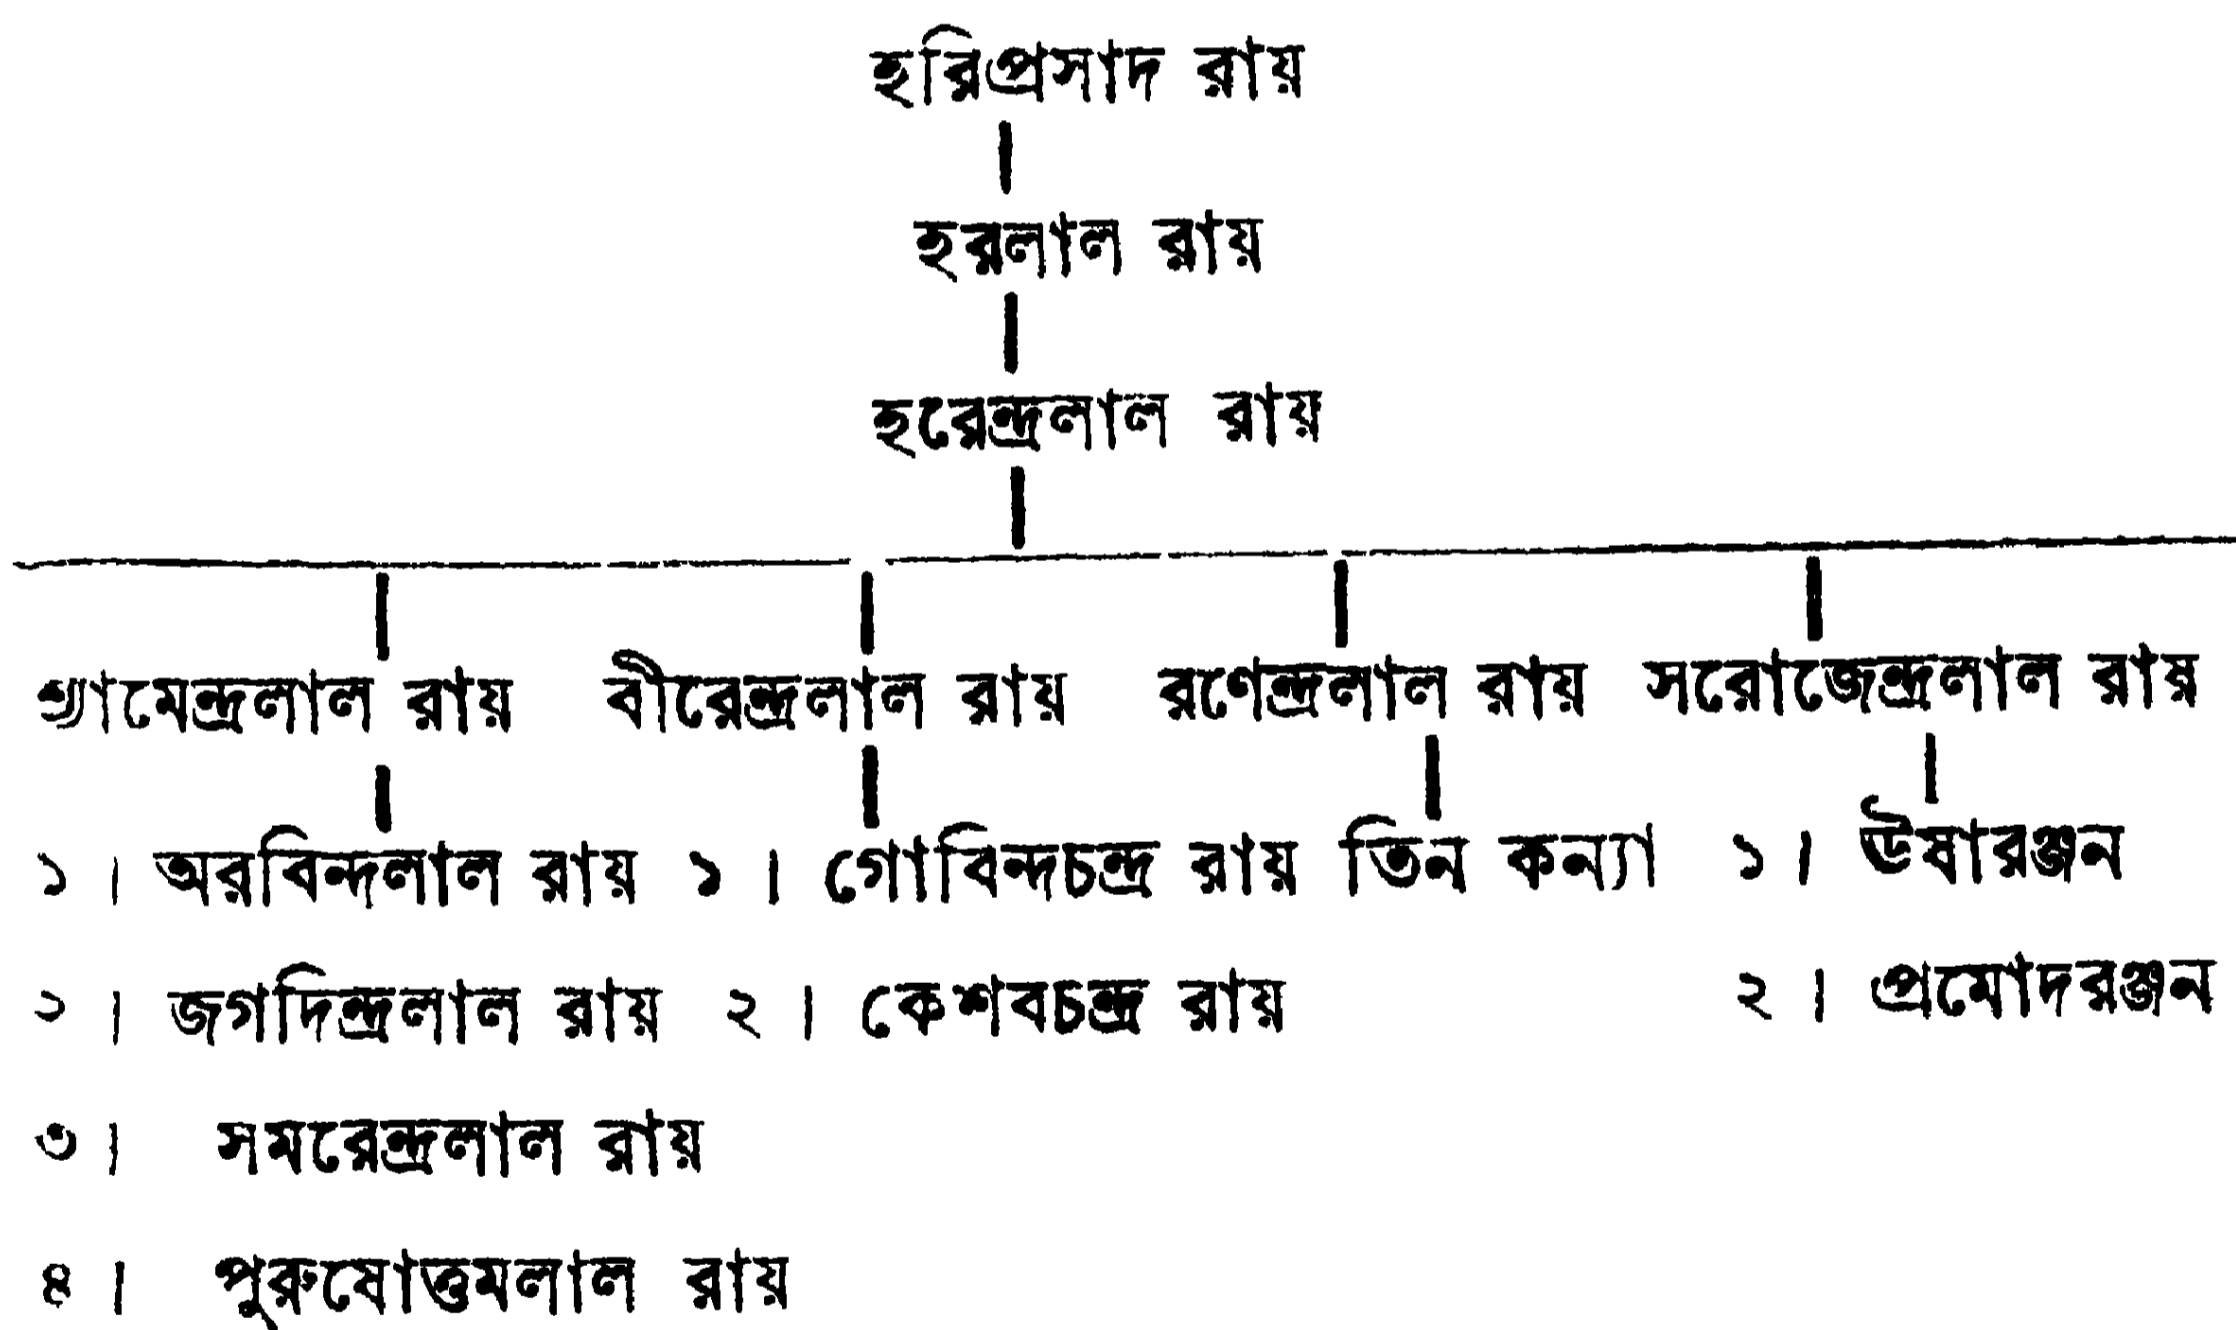 হরিপ্রসাদ রায়
হরলাল রায়
হরেন্দ্রলাল রায়
শ্যামেন্দ্রলাল রায় বীরেন্দ্রলাল রায় রণেন্দ্রলাল রায় সরোজেন্দ্রলাল রায়
১। অরবিন্দলাল রায় ১। গোবিন্দচন্দ্র রায় তিন কন্যা ১। ঊষারঞ্জন
২। জগদিন্দ্রলাল রায় ২। কেশবচন্দ্র রায় ২। প্রমোদরঞ্জন
৩। সমরেন্দ্রলাল রায়
৪। পুরুষোত্তমলাল রায়